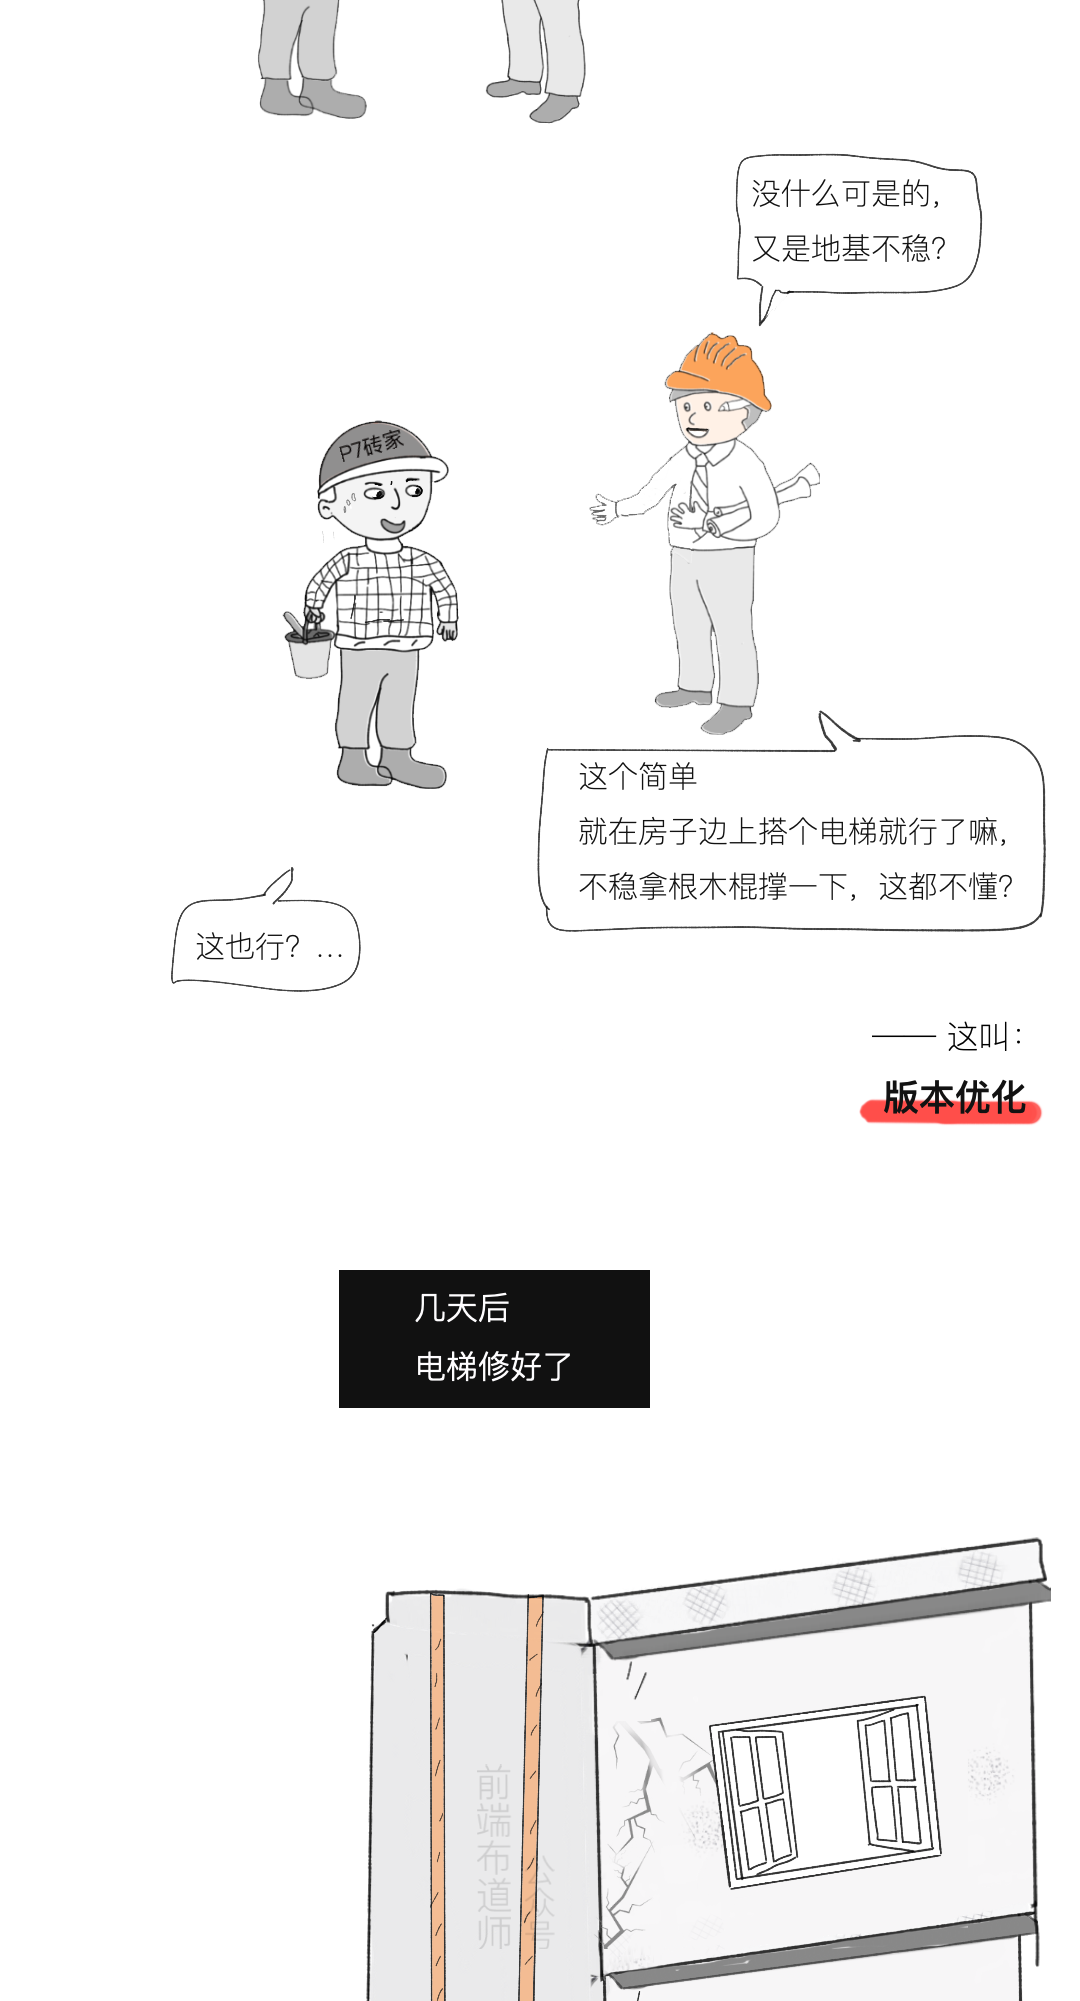 没什么可是的，
又是地基不稳？
P7砖家
这个简单
就在房子边上搭个电梯就行了嘛，
不稳拿根木棍撑一下，这都不懂？
这也行？...
—— 这叫：
版本优化
几天后
电梯修好了
前端布道师
公众号